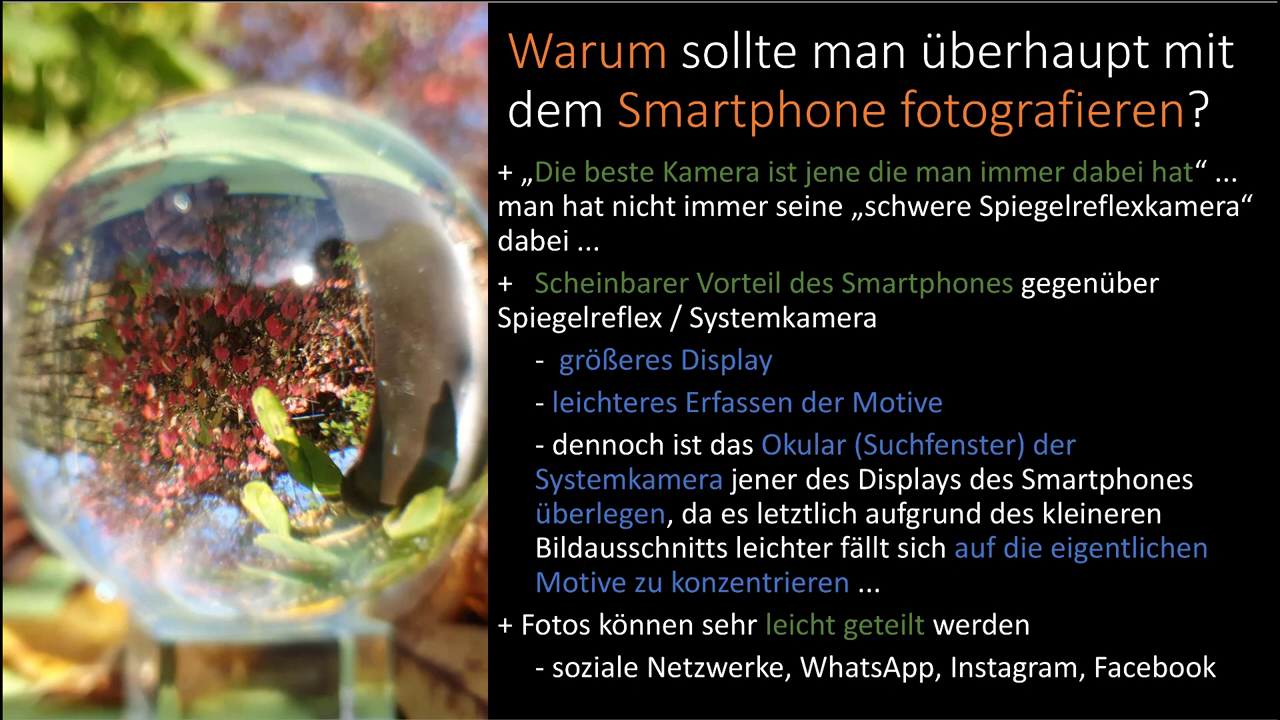 Warum sollte man überhaupt mit
dem Smartphone fotografieren?
+ „Die beste Kamera ist jene die man immer dabei hat“ ...
man hat nicht immer seine „schwere Spiegelreflexkamera“
dabei ...
+ Scheinbarer Vorteil des Smartphones gegenüber
Spiegelreflex / Systemkamera
- größeres Display
- leichteres Erfassen der Motive
- dennoch ist das Okular (Suchfenster) der
Systemkamera jener des Displays des Smartphones
überlegen, da es letztlich aufgrund des kleineren
Bildausschnitts leichter fällt sich auf die eigentlichen
Motive zu konzentrieren ...
+ Fotos können sehr leicht geteilt werden
- soziale Netzwerke, WhatsApp, Instagram, Facebook